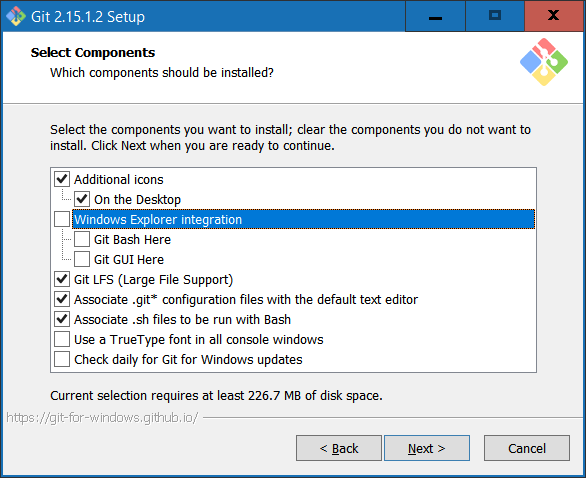 Git 2.15.1.2 Setup
Select Components
Which components should be installed?
Select the components you want to install; clear the components you do not want to
install. Click Next when you are ready to continue.
Additional icons
On the Desktop
Windows Explorer integration
Git Bash Here
Git GUI Here
Git LFS (Large File Support)
Associate .git* configuration files with the default text editor
Associate .sh files to be run with Bash
Use a TrueType font in all console windows
Check daily for Git for Windows updates
Current selection requires at least 226.7 MB of disk space.
https://git-for-windows.github.io/
< Back Next > Cancel